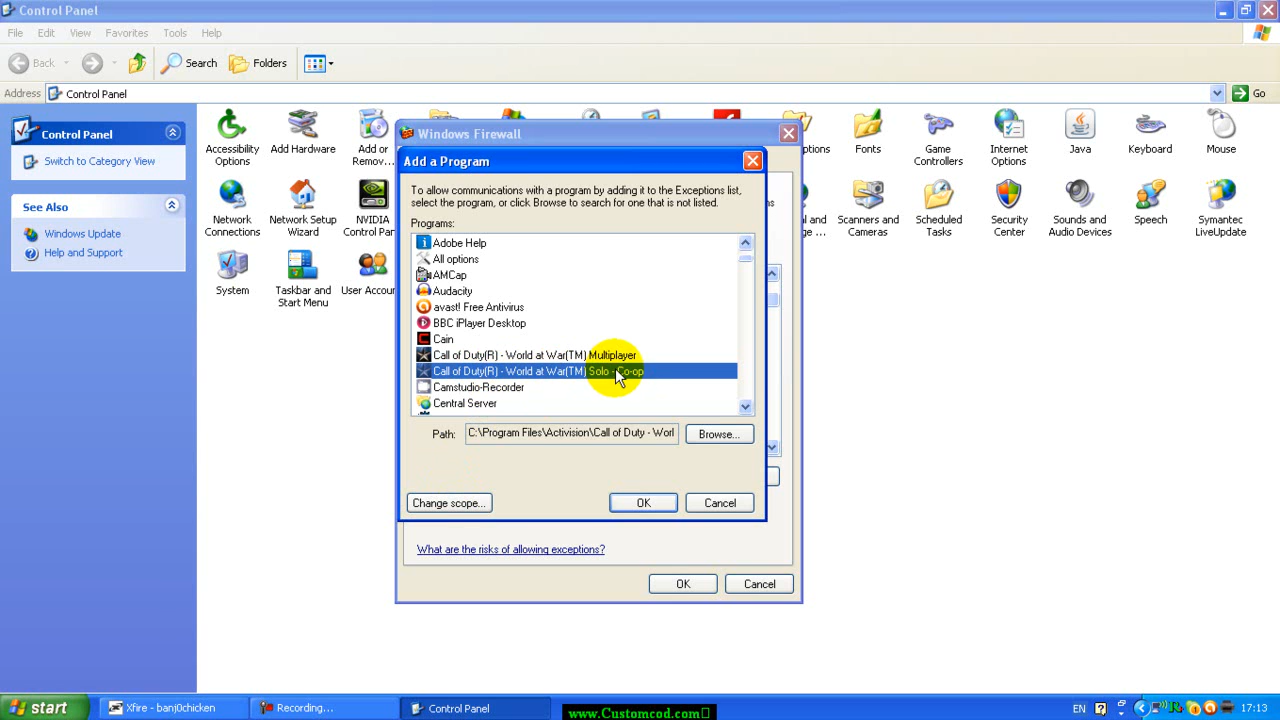 Control Panel
File Edit View Favorites Tools Help
Back Search Folders
Address Control Panel Go
Control Panel
Switch to Category View
See Also
Windows Update
Help and Support
Accessibility Options
Add Hardware
Add or Remov...
Fonts
Game Controllers
Internet Options
Java
Keyboard
Mouse
Network Connections
Network Setup Wizard
NVIDIA Control Pan
Scanners and Cameras
Scheduled Tasks
Security Center
Sounds and Audio Devices
Speech
Symantec LiveUpdate
System
Taskbar and Start Menu
User Accou
Windows Firewall
Add a Program
To allow communications with a program by adding it to the Exceptions list,
select the program, or click Browse to search for one that is not listed.
Programs:
Adobe Help
All options
AMCap
Audacity
avast! Free Antivirus
BBC iPlayer Desktop
Cain
Call of Duty(R) - World at War(TM) Multiplayer
Call of Duty(R) - World at War(TM) Solo - Co-op
Camstudio-Recorder
Central Server
Path: C:\Program Files\Activision\Call of Duty - Worl Browse...
Change scope... OK Cancel
What are the risks of allowing exceptions?
OK Cancel
start Xfire - banj0chicken Recording... Control Panel www.Customcod.com EN 17:13